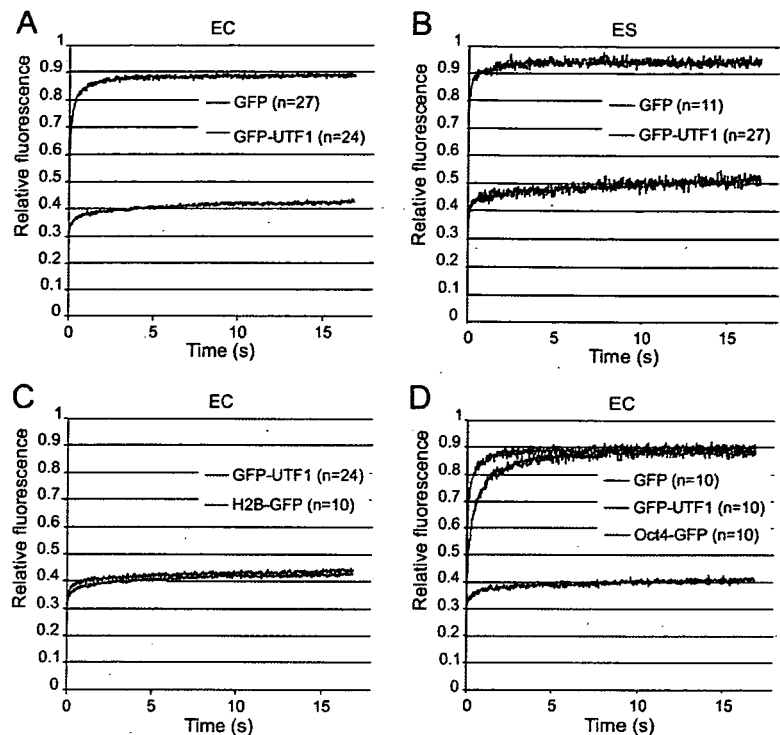 A
EC
Relative fluorescence
1
0.9
0.8
0.7
0.6
0.5
0.4
0.3
0.2
0.1
0
GFP (n=27)
GFP-UTF1 (n=24)
0 5 10 15
Time (s)
B
ES
Relative fluorescence
1
0.9
0.8
0.7
0.6
0.5
0.4
0.3
0.2
0.1
0
GFP (n=11)
GFP-UTF1 (n=27)
0 5 10 15
Time (s)
C
EC
Relative fluorescence
1
0.9
0.8
0.7
0.6
0.5
0.4
0.3
0.2
0.1
0
GFP-UTF1 (n=24)
H2B-GFP (n=10)
0 5 10 15
Time (s)
D
EC
Relative fluorescence
1
0.9
0.8
0.7
0.6
0.5
0.4
0.3
0.2
0.1
0
GFP (n=10)
GFP-UTF1 (n=10)
Oct4-GFP (n=10)
0 5 10 15
Time (s)